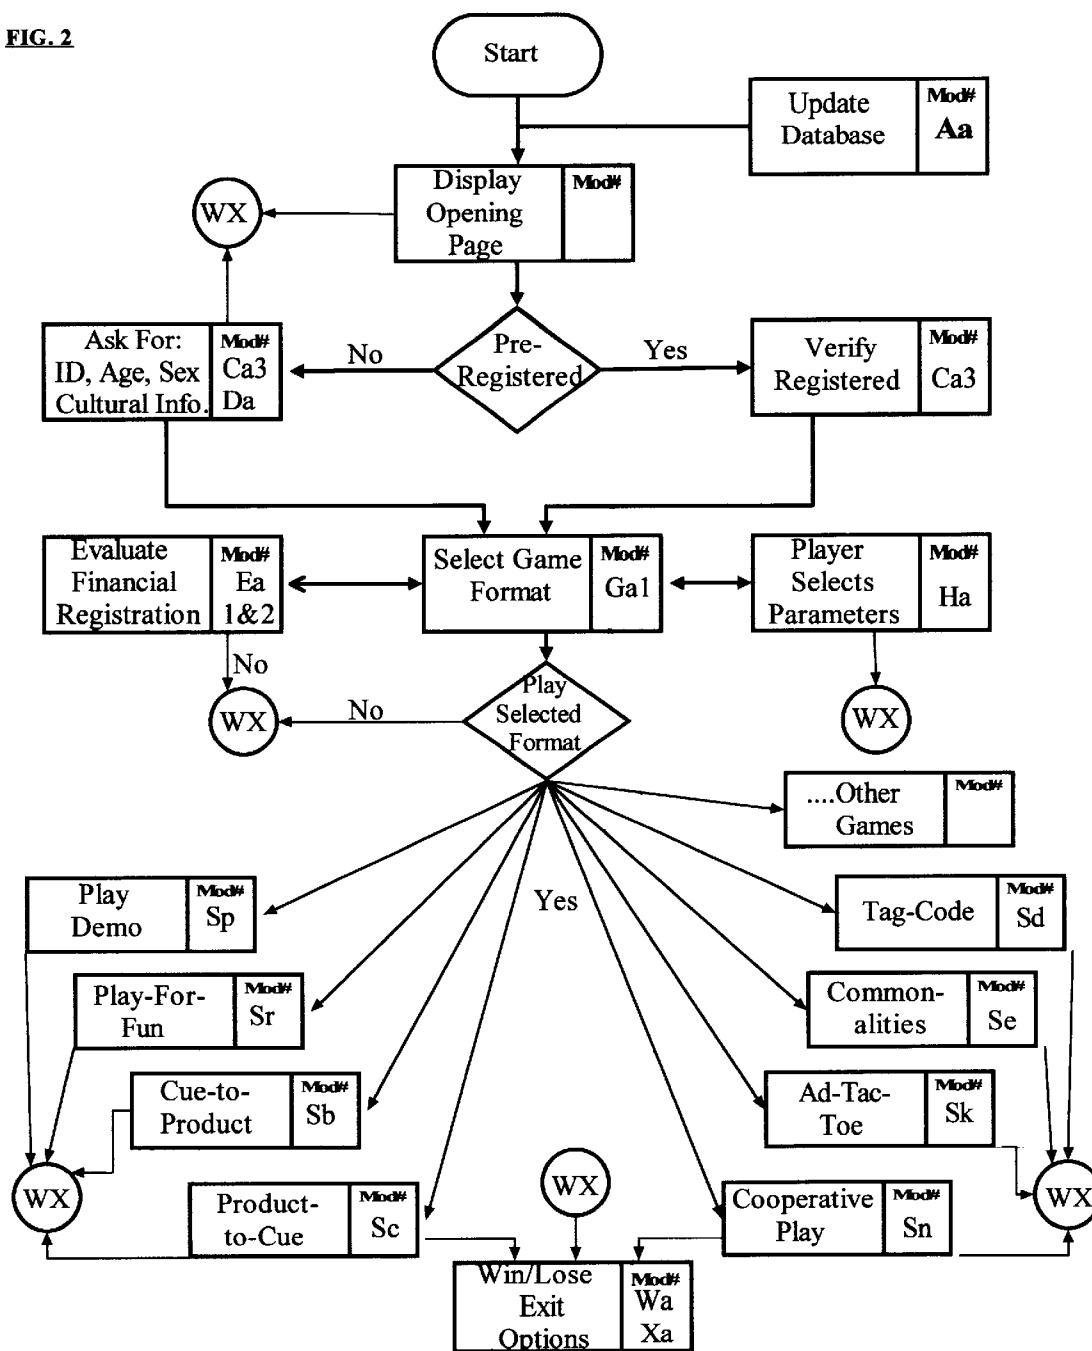 FIG. 2
Start
Update
Database
Mod#
Aa
Display
Opening
Page
Mod#
WX
Ask For:
ID, Age, Sex
Cultural Info.
Mod#
Ca3
Da
No
Pre-
Registered
Yes
Verify
Registered
Mod#
Ca3
Evaluate
Financial
Registration
Mod#
Ea
1&2
Select Game
Format
Mod#
Ga1
Player
Selects
Parameters
Mod#
Ha
No
WX
No
Play
Selected
Format
WX
....Other
Games
Mod#
Yes
Play
Demo
Mod#
Sp
Tag-Code
Mod#
Sd
Play-For-
Fun
Mod#
Sr
Common-
alities
Mod#
Se
Cue-to-
Product
Mod#
Sb
Ad-Tac-
Toe
Mod#
Sk
WX
Product-
to-Cue
Mod#
Sc
WX
Cooperative
Play
Mod#
Sn
WX
Win/Lose
Exit
Options
Mod#
Wa
Xa